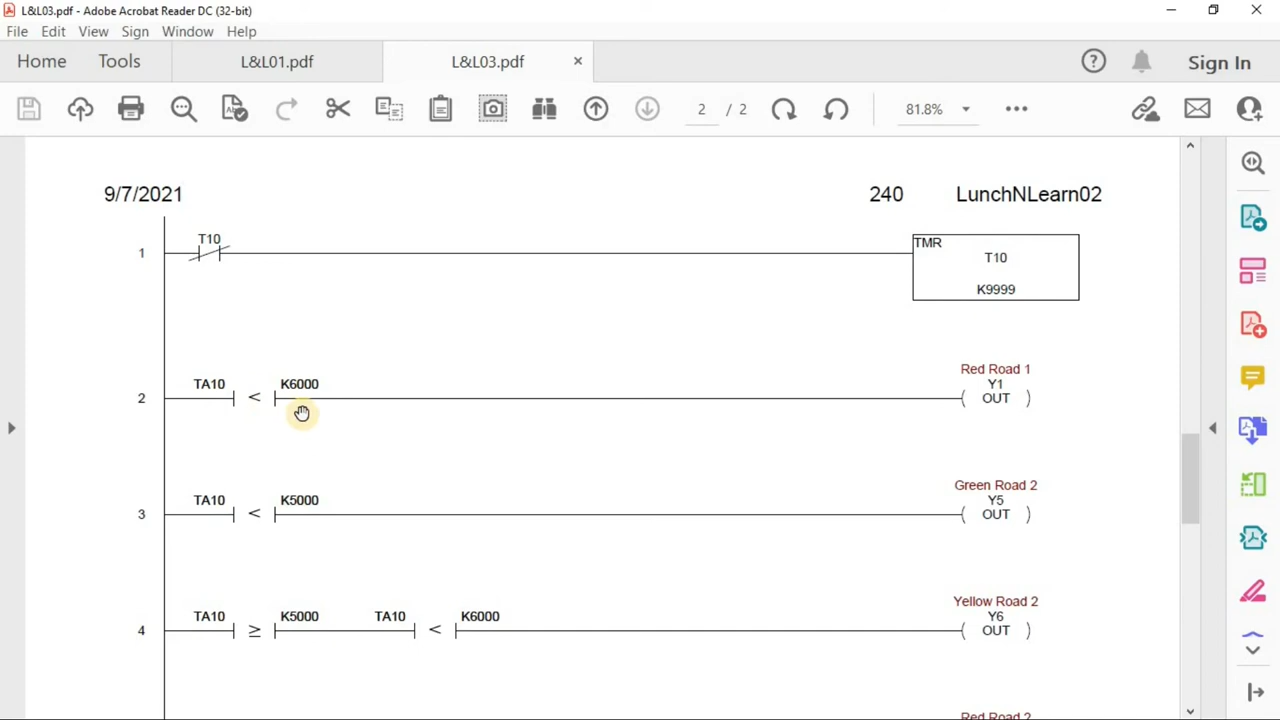 L&L03.pdf - Adobe Acrobat Reader DC (32-bit)
File Edit View Sign Window Help
Home Tools L&L01.pdf L&L03.pdf × ? Sign In
2 / 2 81.8%
9/7/2021 240 LunchNLearn02
T10 TMR
1 T10
K9999
Red Road 1
TA10 K6000 Y1
2 < OUT
Green Road 2
TA10 K5000 Y5
3 < OUT
Yellow Road 2
TA10 K5000 TA10 K6000 Y6
4 ≥ < OUT
Red Road 2